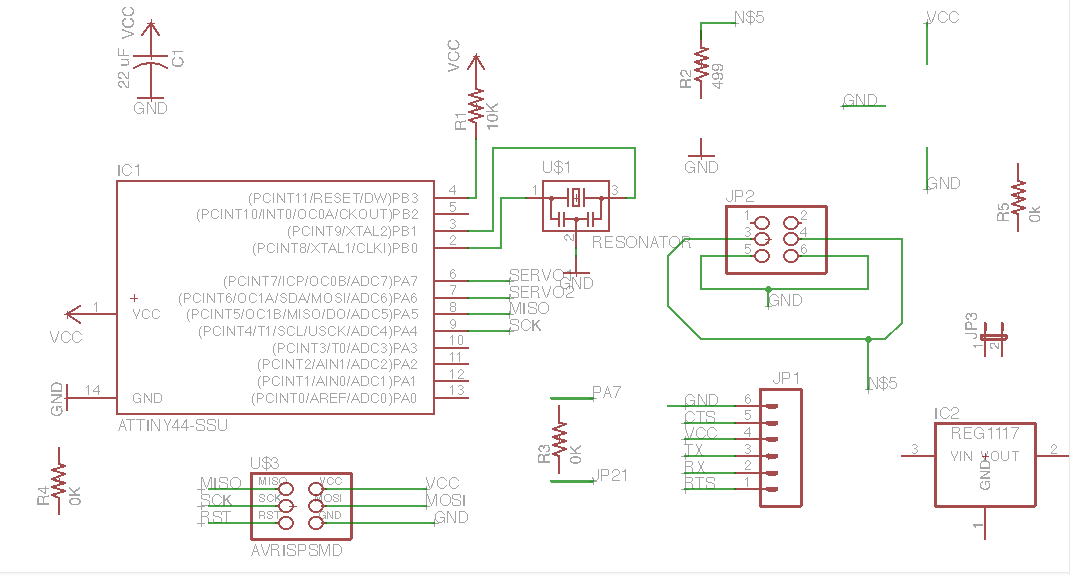 VCC
22 uF
C1
GND
VCC
R1
10K
N$5
R2
499
GND
VCC
GND
GND
R5
0k
IC1
(PCINT11/RESET/DW)PB3 4
(PCINT10/INT0/OC0A/CKOUT)PB2 5
(PCINT9/XTAL2)PB1 3
(PCINT8/XTAL1/CLKI)PB0 2
(PCINT7/ICP/OC0B/ADC7)PA7 6 SERVO1
(PCINT6/OC1A/SDA/MOSI/ADC6)PA6 7 SERVO2
(PCINT5/OC1B/MISO/DO/ADC5)PA5 8 MISO
(PCINT4/T1/SCL/USCK/ADC4)PA4 9 SCK
(PCINT3/T0/ADC3)PA3 10
(PCINT2/AIN1/ADC2)PA2 11
(PCINT1/AIN0/ADC1)PA1 12
(PCINT0/AREF/ADC0)PA0 13
1 VCC
VCC
GND 14 GND
ATTINY44-SSU
U$1
1 3
2
RESONATOR
GND
JP2
1 2
3 4
5 6
GND
N$5
JP3
1 2
PA7
R3
0K
JP21
JP1
GND 6
CTS 5
VCC 4
TX 3
RX 2
RTS 1
IC2
REG1117
3 VIN VOUT 2
GND
1
R4
0K
U$3
MISO MISO VCC VCC
SCK SCK MOSI MOSI
RST RST GND GND
AVRISPSMD